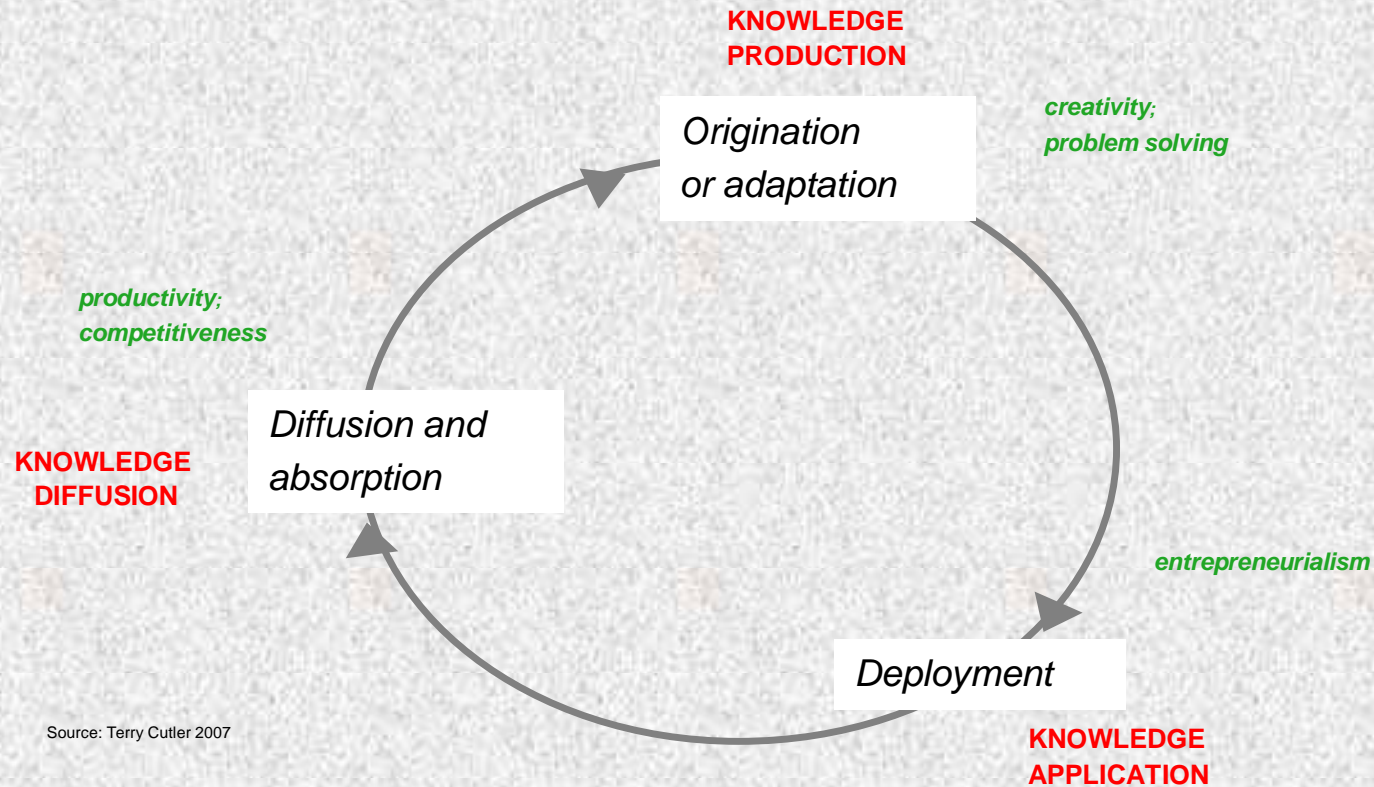 KNOWLEDGE
PRODUCTION
Origination
or adaptation
creativity;
problem solving
productivity;
competitiveness
Diffusion and
absorption
KNOWLEDGE
DIFFUSION
entrepreneurialism
Deployment
KNOWLEDGE
APPLICATION
Source: Terry Cutler 2007